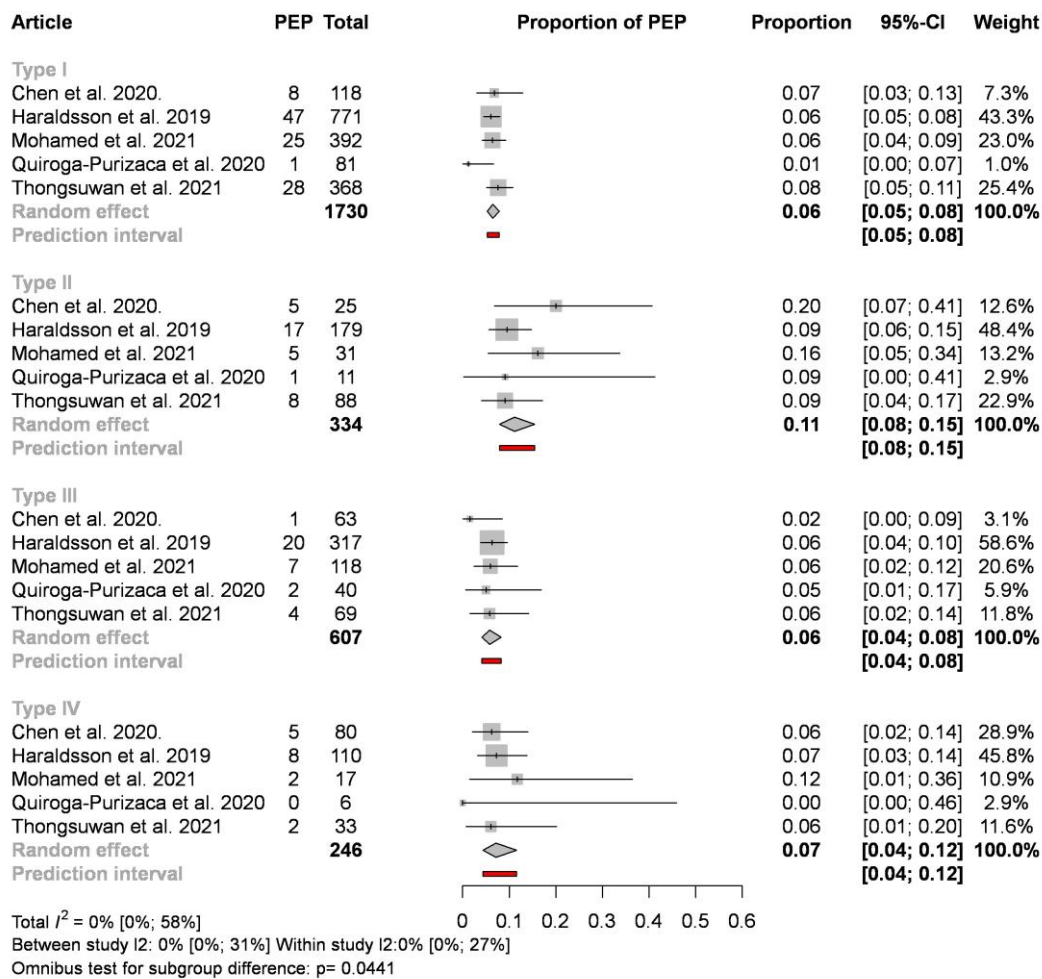 Article PEP Total Proportion of PEP Proportion 95%-CI Weight
Type I
Chen et al. 2020. 8 118 0.07 [0.03; 0.13] 7.3%
Haraldsson et al. 2019 47 771 0.06 [0.05; 0.08] 43.3%
Mohamed et al. 2021 25 392 0.06 [0.04; 0.09] 23.0%
Quiroga-Purizaca et al. 2020 1 81 0.01 [0.00; 0.07] 1.0%
Thongsuwan et al. 2021 28 368 0.08 [0.05; 0.11] 25.4%
Random effect 1730 0.06 [0.05; 0.08] 100.0%
Prediction interval [0.05; 0.08]
Type II
Chen et al. 2020. 5 25 0.20 [0.07; 0.41] 12.6%
Haraldsson et al. 2019 17 179 0.09 [0.06; 0.15] 48.4%
Mohamed et al. 2021 5 31 0.16 [0.05; 0.34] 13.2%
Quiroga-Purizaca et al. 2020 1 11 0.09 [0.00; 0.41] 2.9%
Thongsuwan et al. 2021 8 88 0.09 [0.04; 0.17] 22.9%
Random effect 334 0.11 [0.08; 0.15] 100.0%
Prediction interval [0.08; 0.15]
Type III
Chen et al. 2020. 1 63 0.02 [0.00; 0.09] 3.1%
Haraldsson et al. 2019 20 317 0.06 [0.04; 0.10] 58.6%
Mohamed et al. 2021 7 118 0.06 [0.02; 0.12] 20.6%
Quiroga-Purizaca et al. 2020 2 40 0.05 [0.01; 0.17] 5.9%
Thongsuwan et al. 2021 4 69 0.06 [0.02; 0.14] 11.8%
Random effect 607 0.06 [0.04; 0.08] 100.0%
Prediction interval [0.04; 0.08]
Type IV
Chen et al. 2020. 5 80 0.06 [0.02; 0.14] 28.9%
Haraldsson et al. 2019 8 110 0.07 [0.03; 0.14] 45.8%
Mohamed et al. 2021 2 17 0.12 [0.01; 0.36] 10.9%
Quiroga-Purizaca et al. 2020 0 6 0.00 [0.00; 0.46] 2.9%
Thongsuwan et al. 2021 2 33 0.06 [0.01; 0.20] 11.6%
Random effect 246 0.07 [0.04; 0.12] 100.0%
Prediction interval [0.04; 0.12]
0 0.1 0.2 0.3 0.4 0.5 0.6
Total I² = 0% [0%; 58%]
Between study I2: 0% [0%; 31%] Within study I2:0% [0%; 27%]
Omnibus test for subgroup difference: p= 0.0441